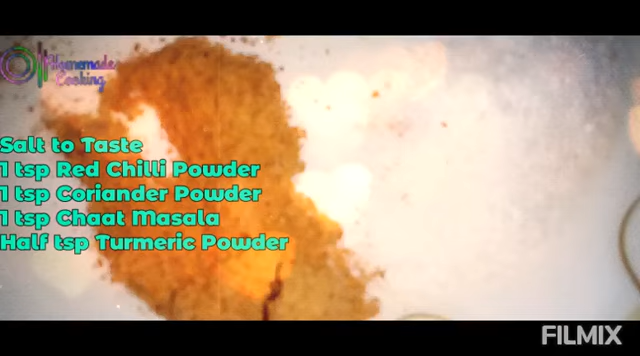 Homemade
Cooking
Salt to Taste
1 tsp Red Chilli Powder
1 tsp Coriander Powder
1 tsp Chaat Masala
Half tsp Turmeric Powder
FILMIX